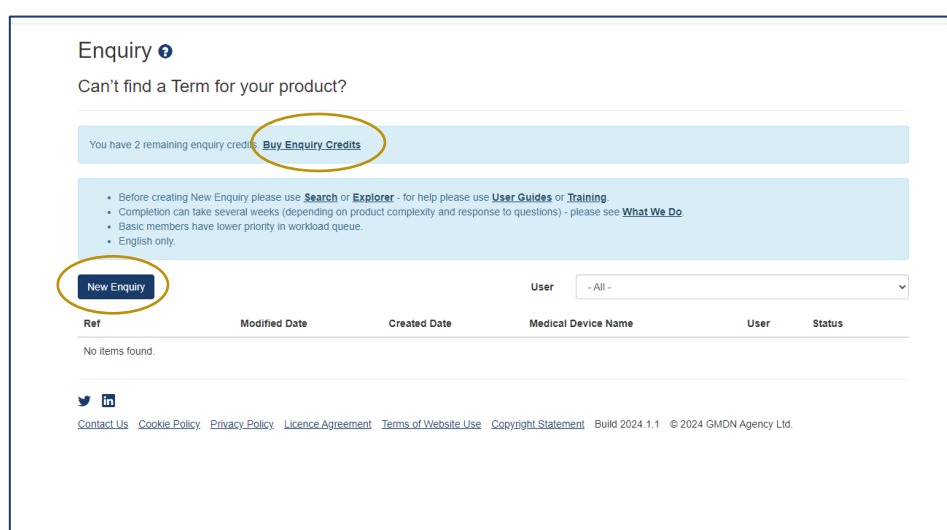 Enquiry
Can't find a Term for your product?
You have 2 remaining enquiry credits. Buy Enquiry Credits
Before creating New Enquiry please use Search or Explorer - for help please use User Guides or Training.
Completion can take several weeks (depending on product complexity and response to questions) - please see What We Do.
Basic members have lower priority in workload queue.
English only.
New Enquiry User - All -
Ref Modified Date Created Date Medical Device Name User Status
No items found.
in
Contact Us Cookie Policy Privacy Policy Licence Agreement Terms of Website Use Copyright Statement Build 2024.1.1 © 2024 GMDN Agency Ltd.